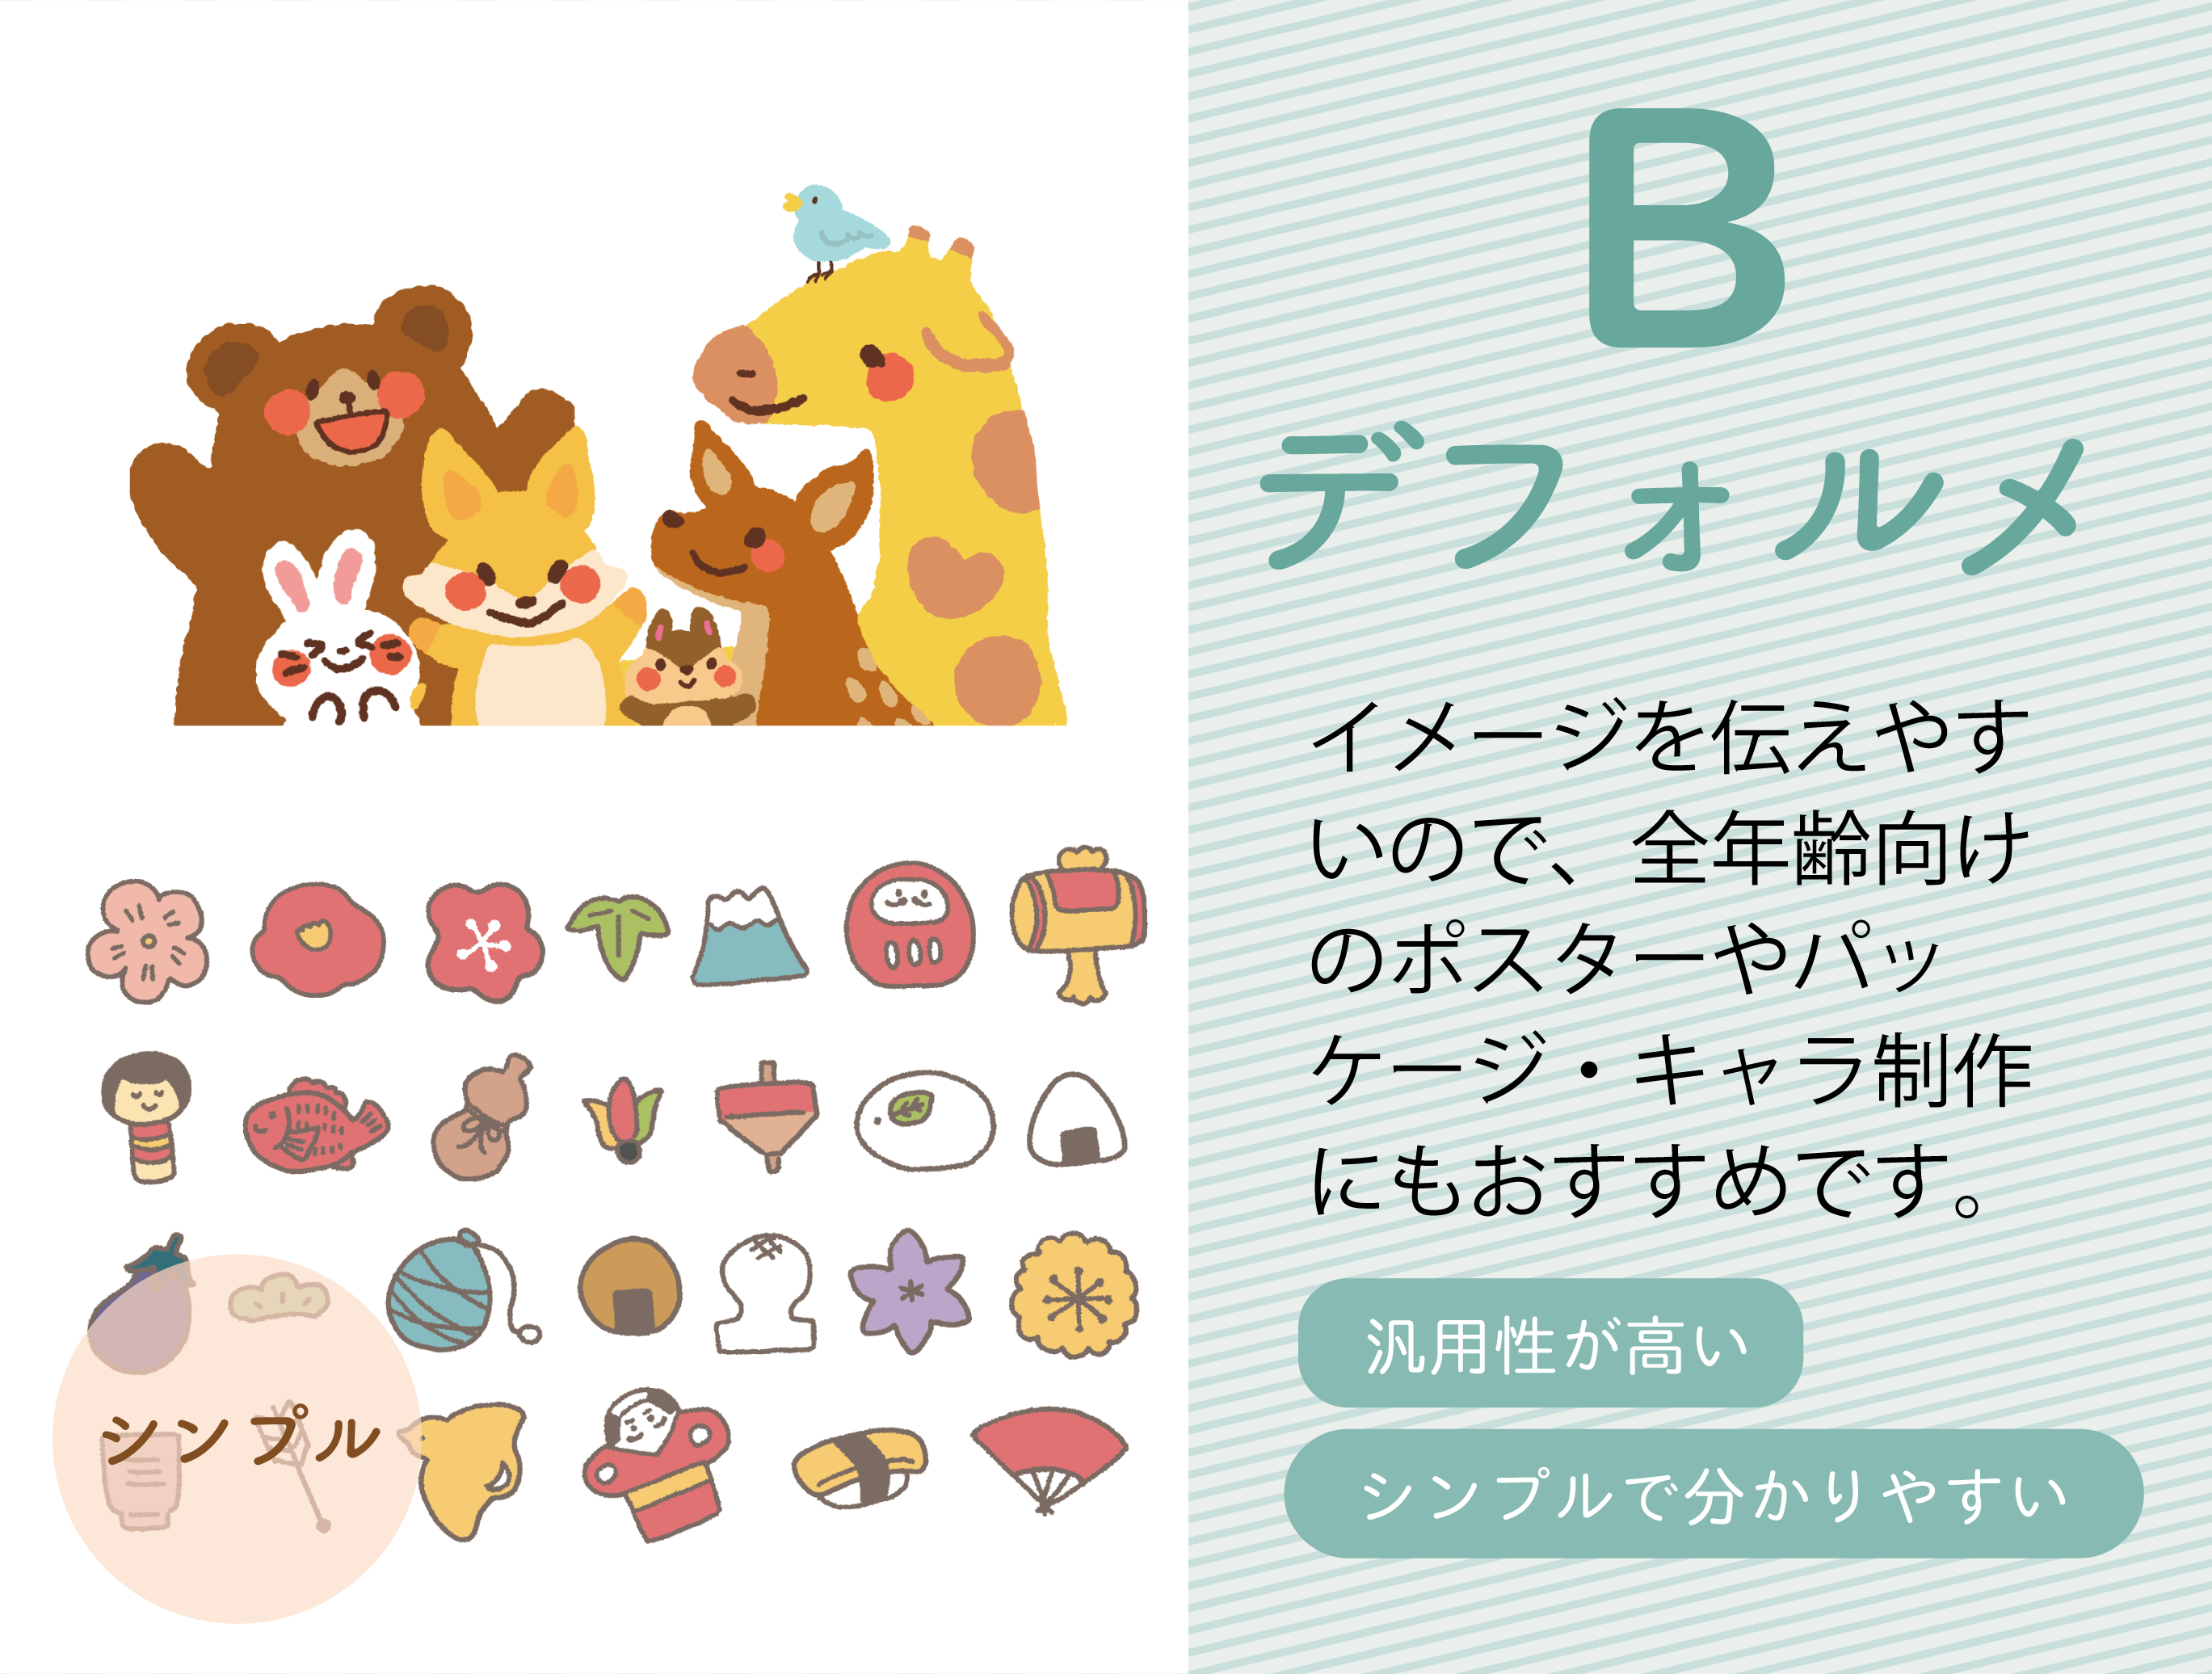 B
デフォルメ
イメージを伝えやす
いので、全年齢向け
のポスターやパッ
ケージ・キャラ制作
にもおすすめです。
汎用性が高い
シンプルで分かりやすい
シンプル